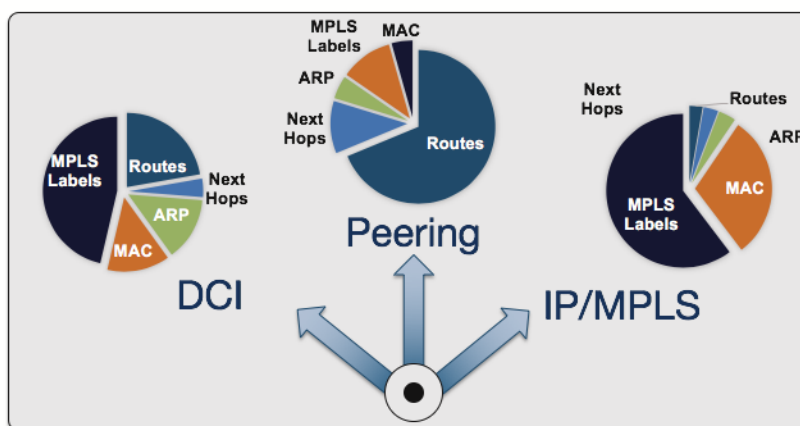 MPLS
Labels
Routes
Next
Hops
ARP
MAC
DCI
MPLS
Labels
MAC
ARP
Next
Hops
Routes
Peering
Next
Hops
Routes
ARP
MAC
MPLS
Labels
IP/MPLS